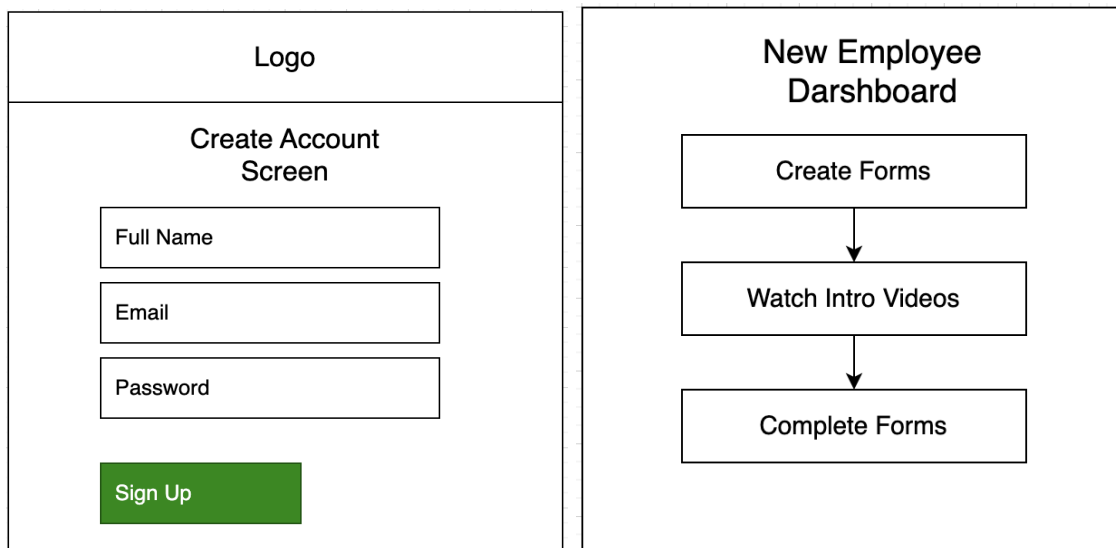 Logo
Create Account
Screen
Full Name
Email
Password
Sign Up
New Employee
Darshboard
Create Forms
Watch Intro Videos
Complete Forms